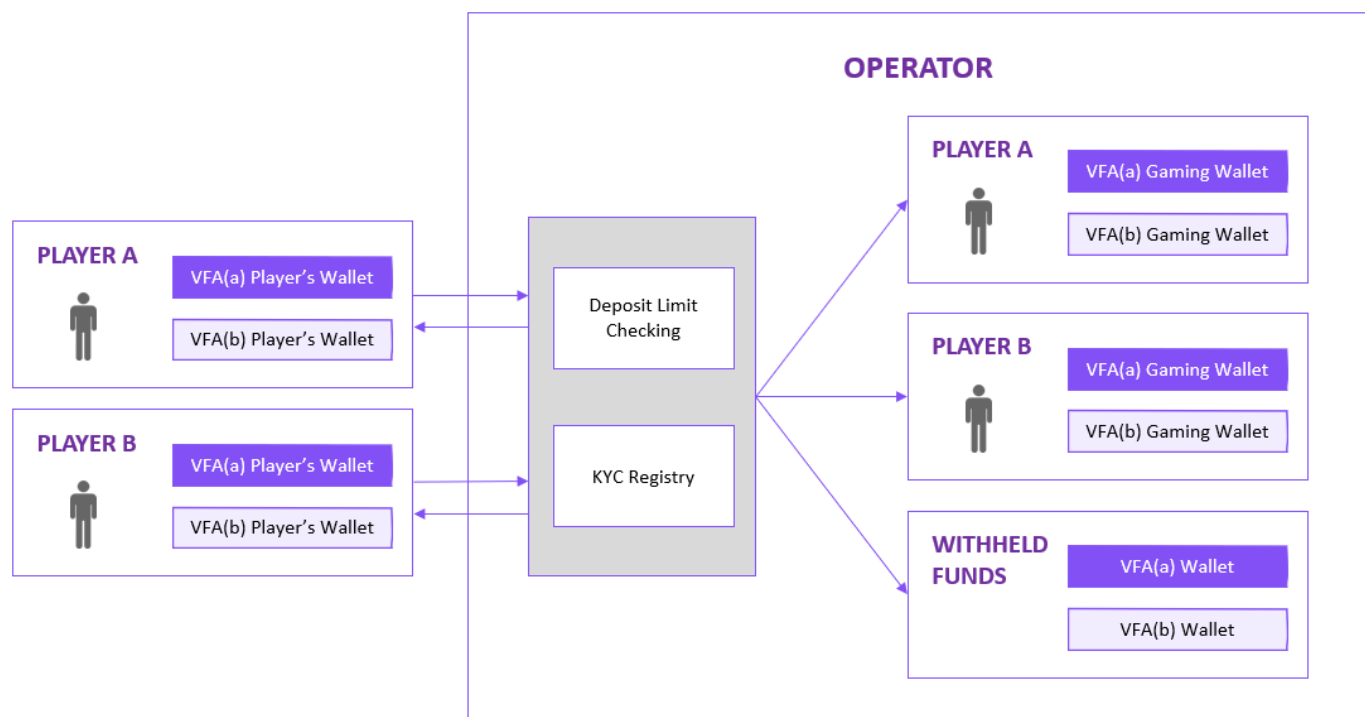 OPERATOR
PLAYER A
VFA(a) Player’s Wallet
VFA(b) Player’s Wallet
PLAYER B
VFA(a) Player’s Wallet
VFA(b) Player’s Wallet
Deposit Limit
Checking
KYC Registry
PLAYER A
VFA(a) Gaming Wallet
VFA(b) Gaming Wallet
PLAYER B
VFA(a) Gaming Wallet
VFA(b) Gaming Wallet
WITHHELD
FUNDS
VFA(a) Wallet
VFA(b) Wallet